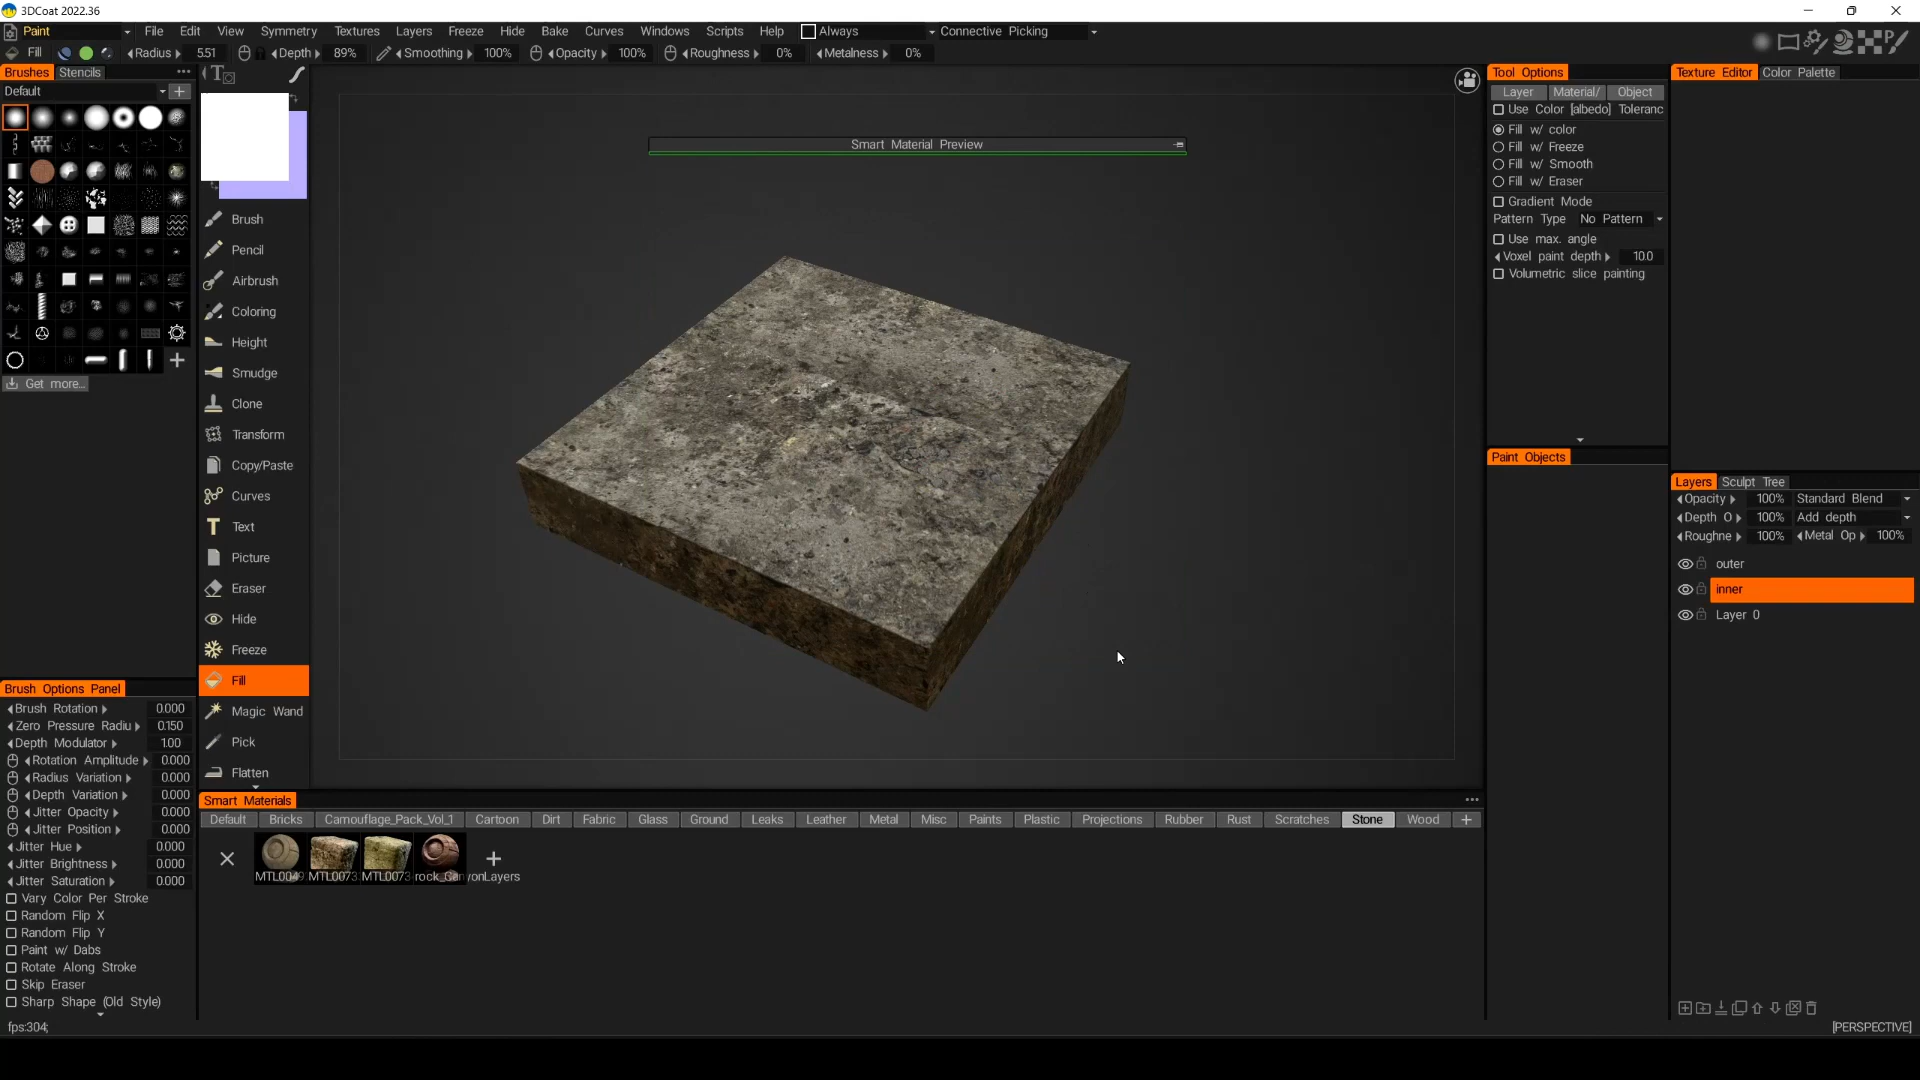 3DCoat 2022.36
Paint File Edit View Symmetry Textures Layers Freeze Hide Bake Curves Windows Scripts Help Always Connective Picking
Fill Radius 5.51 Depth 89% Smoothing 100% Opacity 100% Roughness 0% Metalness 0%
Brushes Stencils
Default
Get more...
Brush
Pencil
Airbrush
Coloring
Height
Smudge
Clone
Transform
Copy/Paste
Curves
Text
Picture
Eraser
Hide
Freeze
Fill
Magic Wand
Pick
Flatten
Smart Material Preview
Tool Options
Layer Material/ Object
Use Color [albedo] Toleranc
Fill w/ color
Fill w/ Freeze
Fill w/ Smooth
Fill w/ Eraser
Gradient Mode
Pattern Type No Pattern
Use max. angle
Voxel paint depth 10.0
Volumetric slice painting
Paint Objects
Texture Editor Color Palette
Layers Sculpt Tree
Opacity 100% Standard Blend
Depth O 100% Add depth
Roughne 100% Metal Op 100%
outer
inner
Layer 0
Brush Options Panel
Brush Rotation 0.000
Zero Pressure Radiu 0.150
Depth Modulator 1.00
Rotation Amplitude 0.000
Radius Variation 0.000
Depth Variation 0.000
Jitter Opacity 0.000
Jitter Position 0.000
Jitter Hue 0.000
Jitter Brightness 0.000
Jitter Saturation 0.000
Vary Color Per Stroke
Random Flip X
Random Flip Y
Paint w/ Dabs
Rotate Along Stroke
Skip Eraser
Sharp Shape (Old Style)
fps:304;
Smart Materials
Default Bricks Camouflage_Pack_Vol_1 Cartoon Dirt Fabric Glass Ground Leaks Leather Metal Misc Paints Plastic Projections Rubber Rust Scratches Stone Wood
MTL0049 MTL0073 MTL0073 rock_CanyonLayers
[PERSPECTIVE]